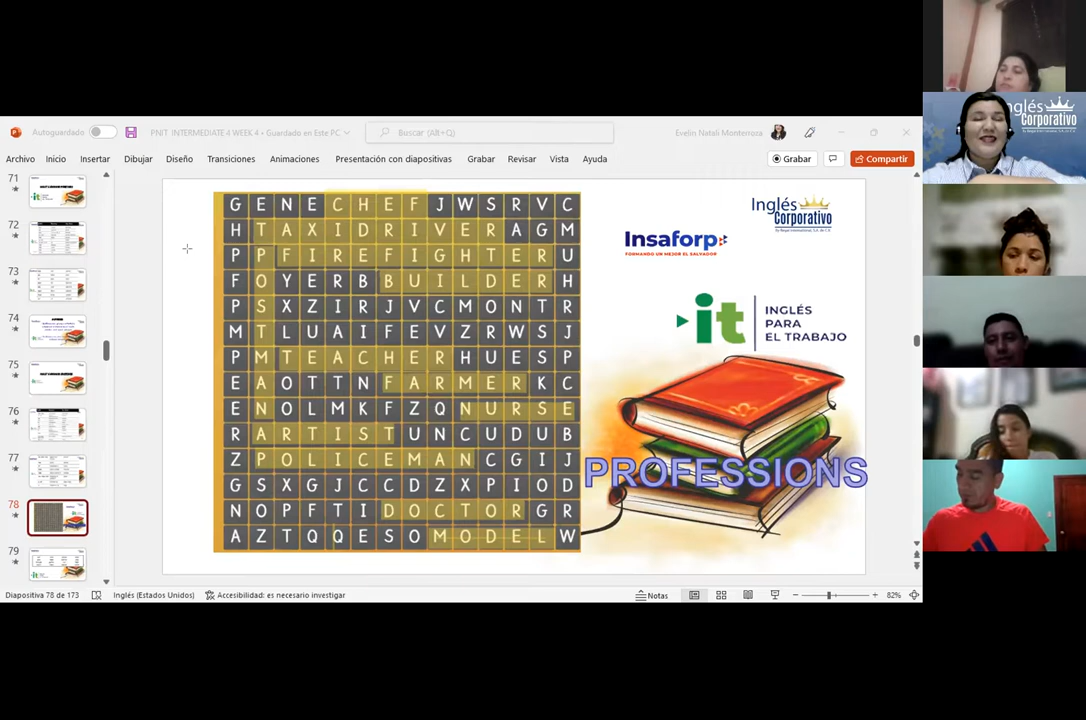 Autoguardado
PNIT INTERMEDIATE 4 WEEK 4 • Guardado en Este PC
Buscar (Alt+Q)
Evelin Natali Monterroza
Archivo Inicio Insertar Dibujar Diseño Transiciones Animaciones Presentación con diapositivas Grabar Revisar Vista Ayuda
Grabar
Compartir
71
72
73
74
75
76
77
78
79
G E N E C H E F J W S R V C
H T A X I D R I V E R A G M
P P F I R E F I G H T E R U
F O Y E R B B U I L D E R H
P S X Z I R J V C M O N T R
M T L U A I F E V Z R W S J
P M T E A C H E R H U E S P
E A O T T N F A R M E R K C
E N O L M K F Z Q N U R S E
R A R T I S T U N C U D U B
Z P O L I C E M A N C G I J
G S X G J C C D Z X P I O D
N O P F T I D O C T O R G R
A Z T Q Q E S O M O D E L W
Inglés
Corporativo
Insaforp
FORMANDO UN MEJOR EL SALVADOR
it
INGLÉS
PARA
EL TRABAJO
PROFESSIONS
Diapositiva 78 de 173
Inglés (Estados Unidos)
Accesibilidad: es necesario investigar
Notas
82%
Inglés
Corporativo